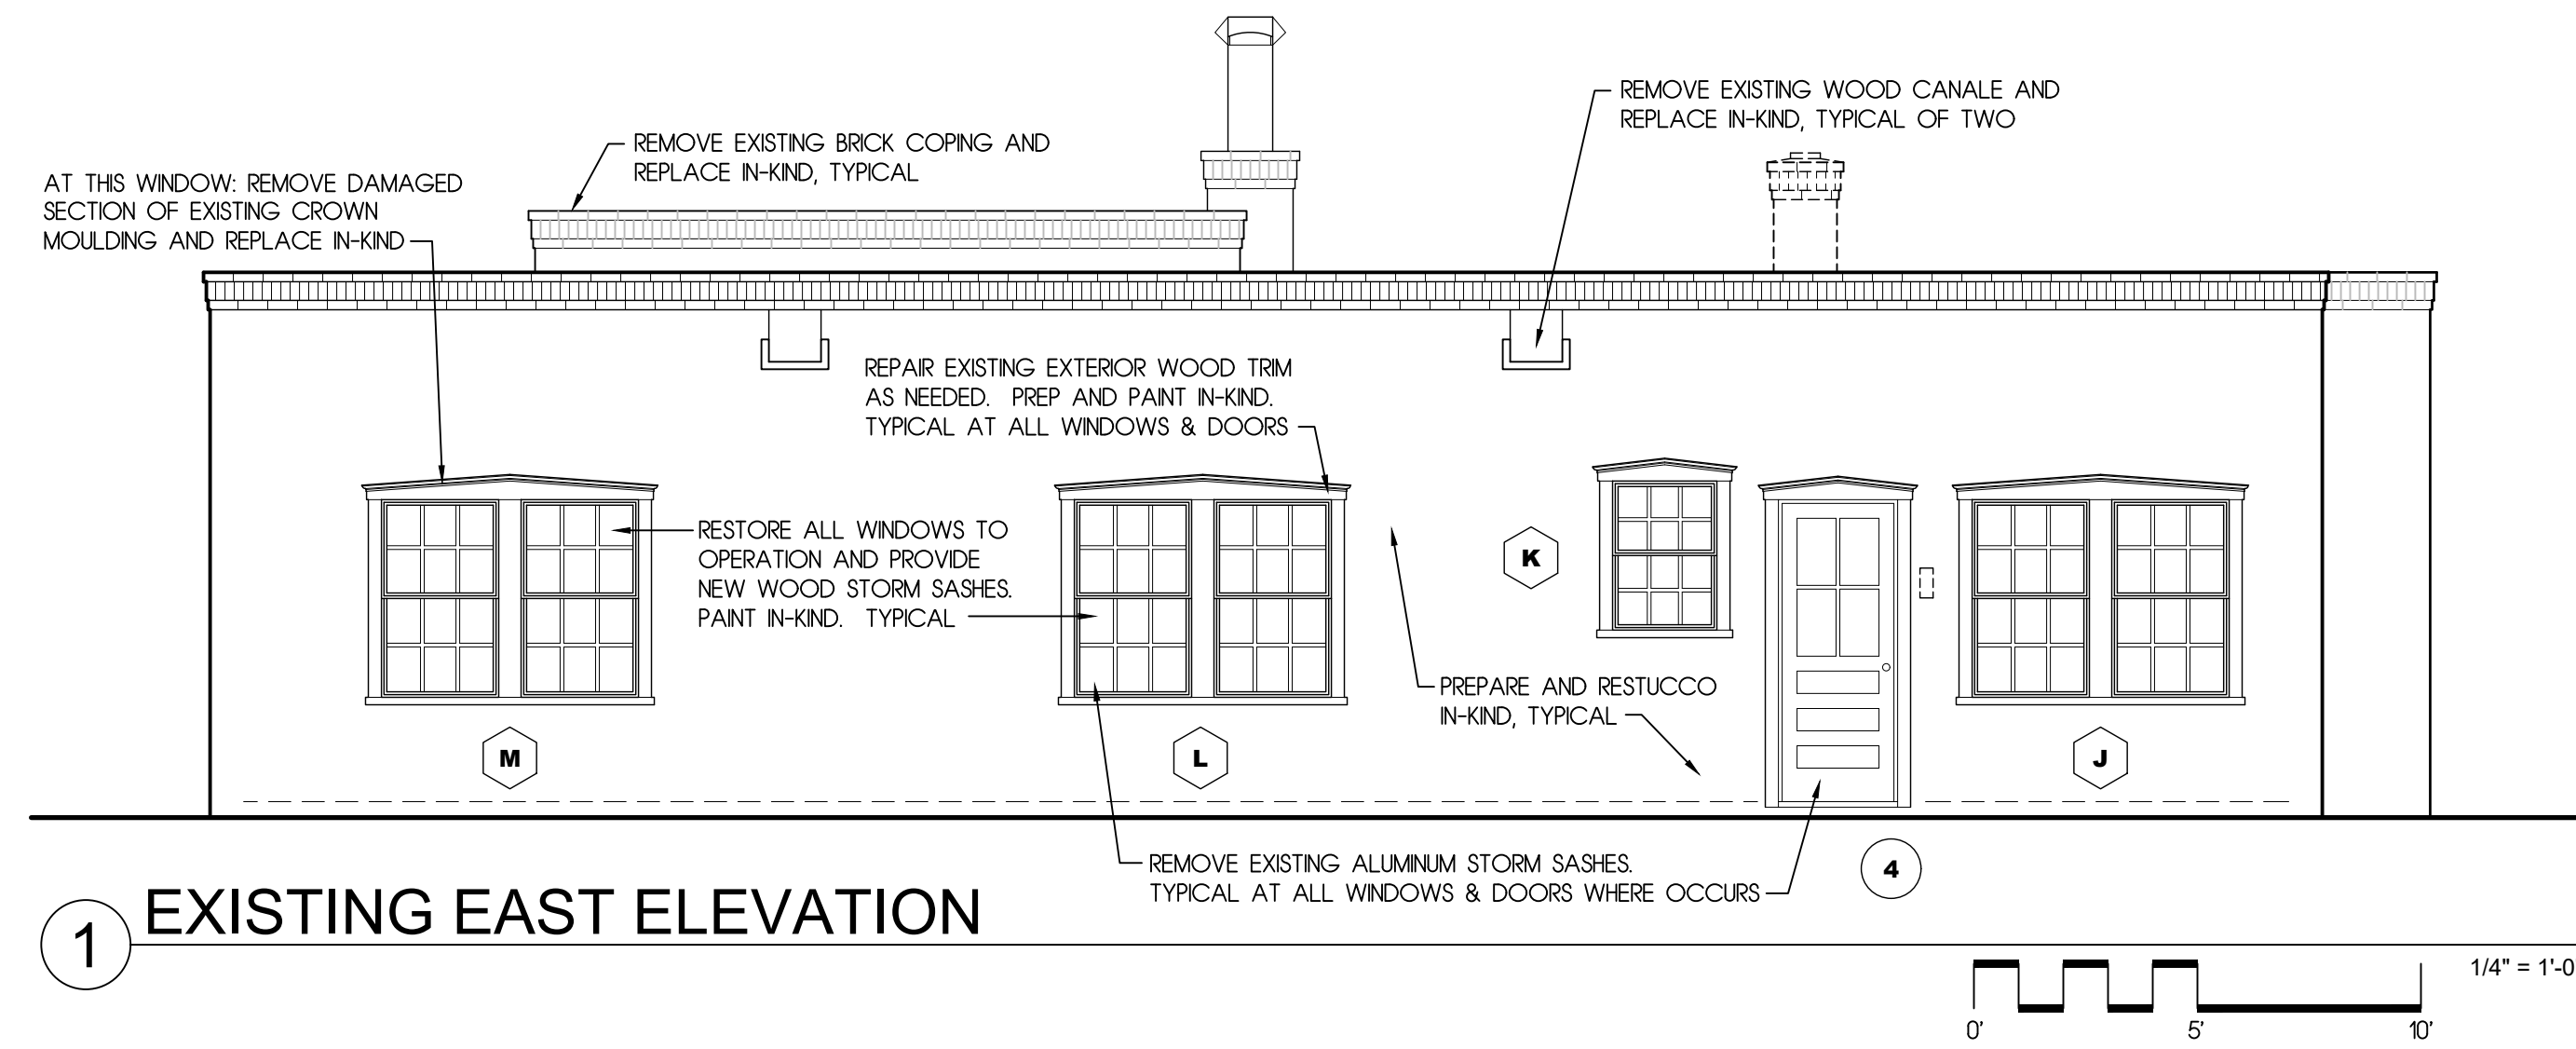 REMOVE EXISTING WOOD CANALE AND
REPLACE IN-KIND, TYPICAL OF TWO
REMOVE EXISTING BRICK COPING AND
REPLACE IN-KIND, TYPICAL
AT THIS WINDOW: REMOVE DAMAGED
SECTION OF EXISTING CROWN
MOULDING AND REPLACE IN-KIND
REPAIR EXISTING EXTERIOR WOOD TRIM
AS NEEDED. PREP AND PAINT IN-KIND.
TYPICAL AT ALL WINDOWS & DOORS
RESTORE ALL WINDOWS TO
OPERATION AND PROVIDE
NEW WOOD STORM SASHES.
PAINT IN-KIND. TYPICAL
K
PREPARE AND RESTUCCO
IN-KIND, TYPICAL
M
L
J
REMOVE EXISTING ALUMINUM STORM SASHES.
TYPICAL AT ALL WINDOWS & DOORS WHERE OCCURS
4
1
EXISTING EAST ELEVATION
1/4" = 1'-0
0'
5'
10'